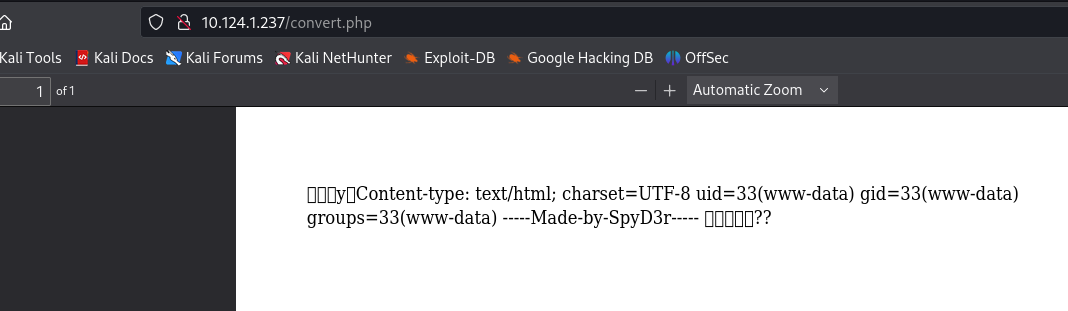 10.124.1.237/convert.php
Kali Tools Kali Docs Kali Forums Kali NetHunter Exploit-DB Google Hacking DB OffSec
1 of 1 Automatic Zoom
▯▯▯y▯Content-type: text/html; charset=UTF-8 uid=33(www-data) gid=33(www-data)
groups=33(www-data) -----Made-by-SpyD3r----- ▯▯▯▯▯??